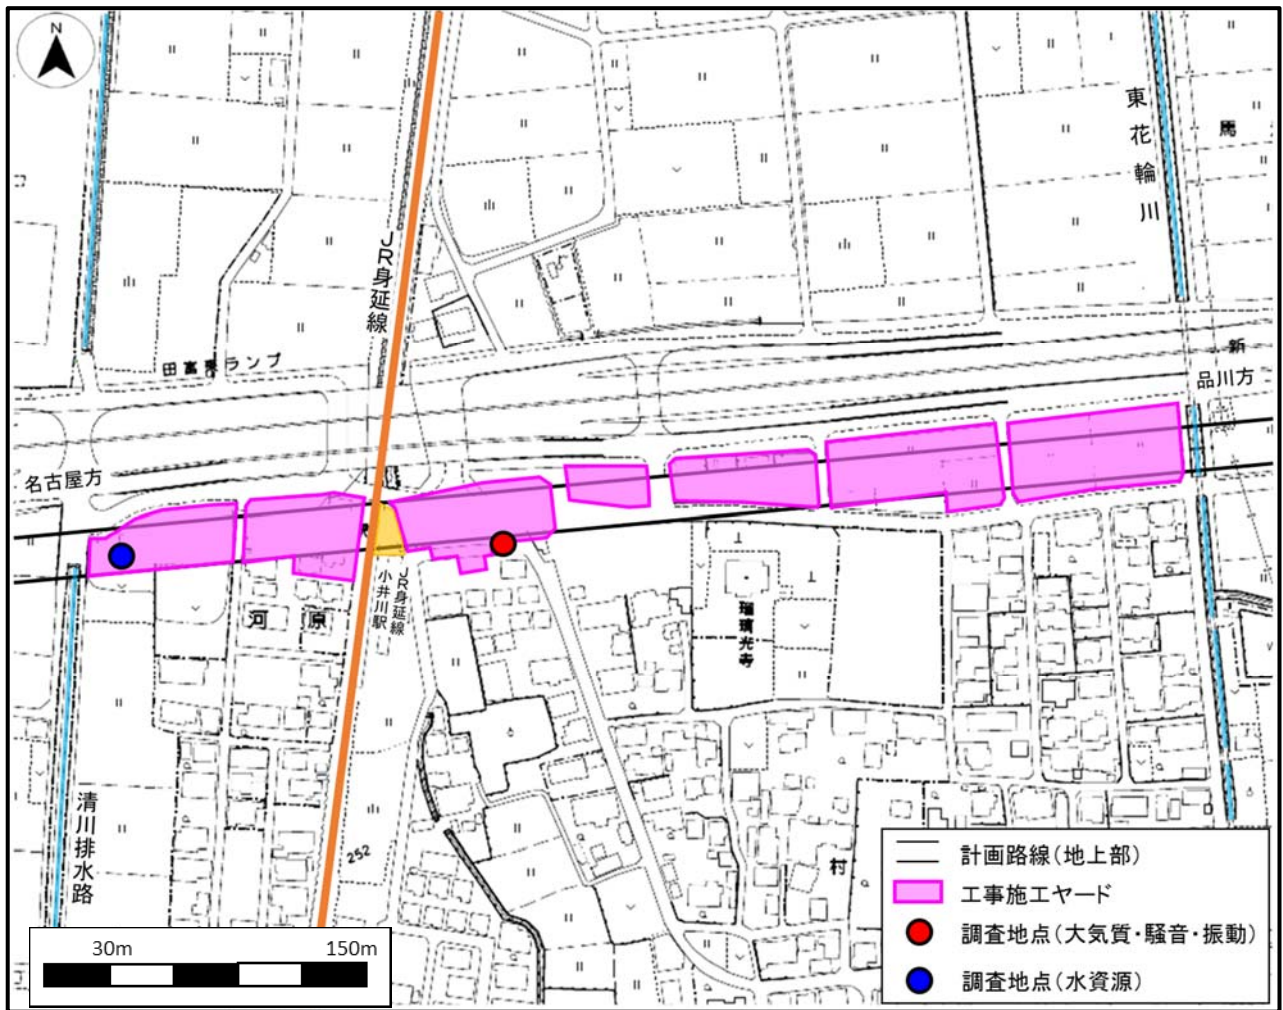 N
東花輪川
馬
JR身延線
田富東ランプ
新
品川方
名古屋方
河原
JR身延線
小井川駅
瑠璃光寺
清川排水路
252
村
30m 150m
計画路線(地上部)
工事施工ヤード
調査地点(大気質・騒音・振動)
調査地点(水資源)